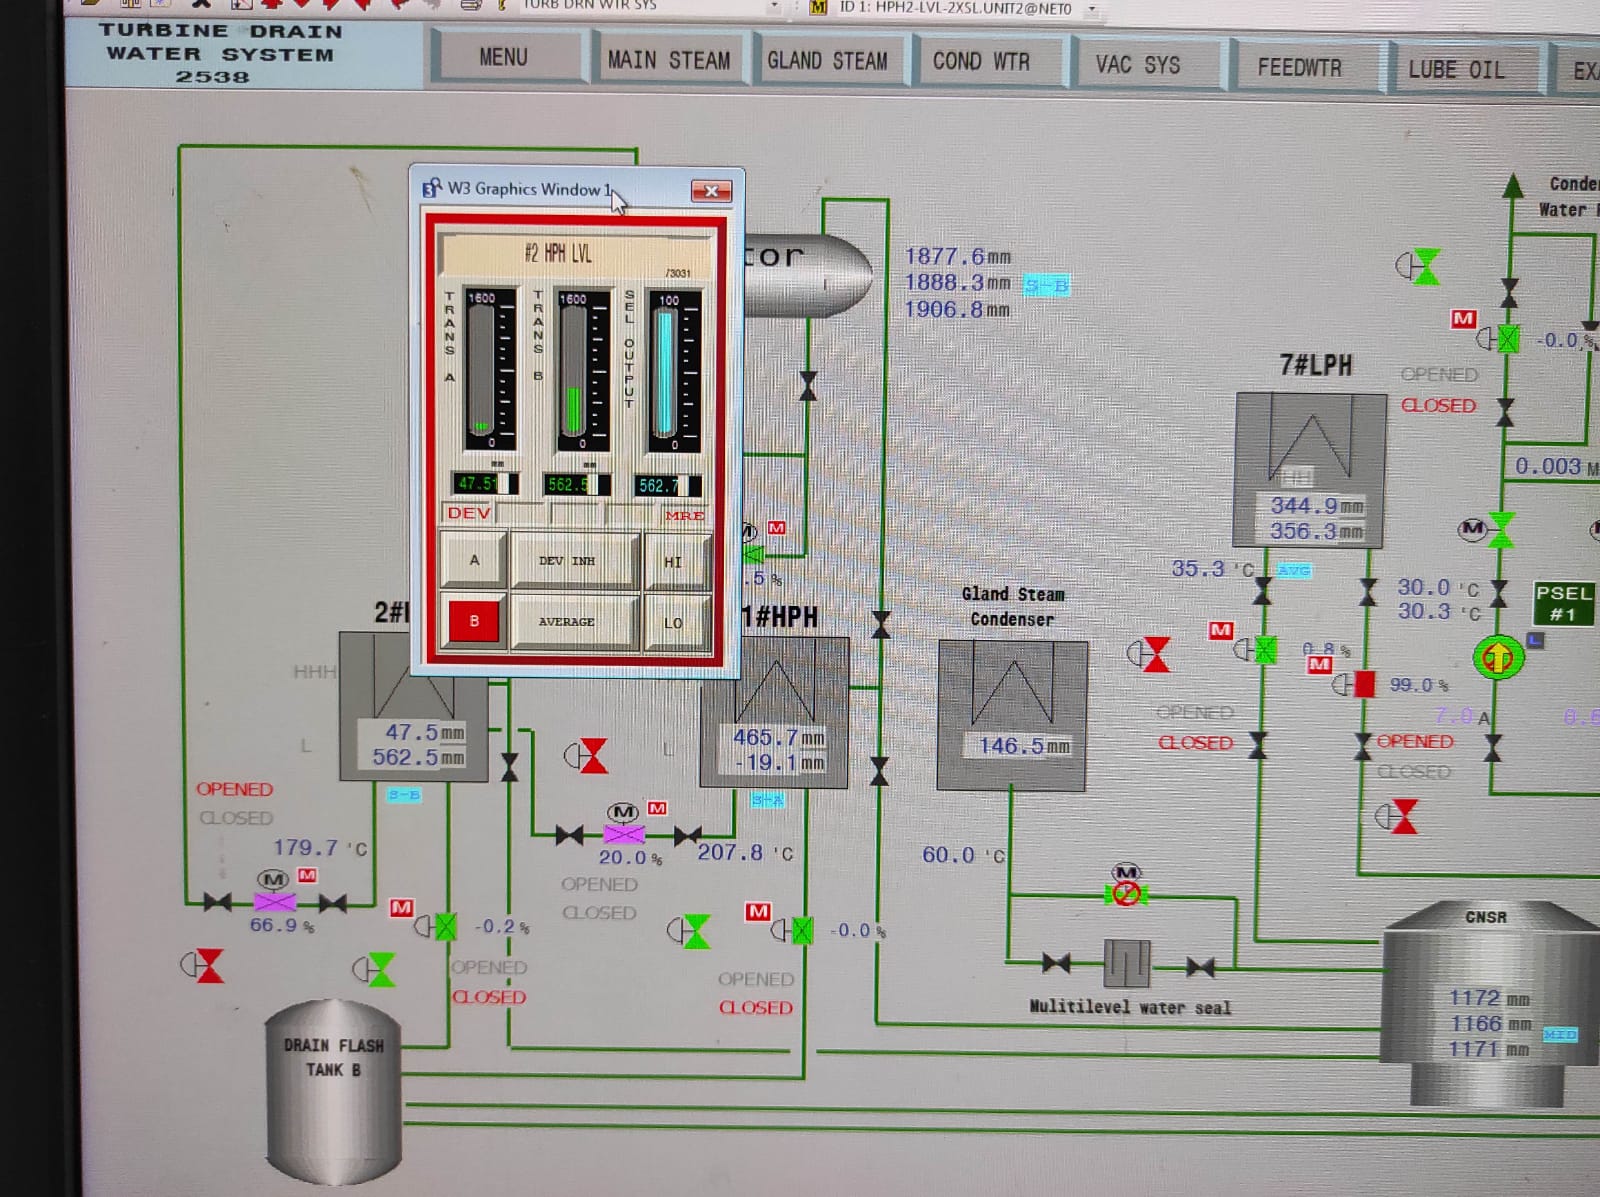 TURB DRN WTR SYS
ID 1: HPH2-LVL-2XSL.UNIT2@NET0
TURBINE DRAIN
WATER SYSTEM
2538
MENU
MAIN STEAM
GLAND STEAM
COND WTR
VAC SYS
FEEDWTR
LUBE OIL
W3 Graphics Window 1
#2 HPH LVL
/3031
TRANS A
1600
0
mm
47.51
TRANS B
1600
0
mm
562.5
SEL OUTPUT
100
0
562.7
DEV
MRE
A
DEV INH
HI
B
AVERAGE
LO
1877.6mm
1888.3mm
S-B
1906.8mm
M
-0.0%
OPENED
CLOSED
7#LPH
HH
344.9mm
356.3mm
35.3 °C
AVG
0.003
M
30.0 °C
30.3 °C
PSEL
#1
L
M
0.8 %
M
99.0 %
7.0 A
OPENED
CLOSED
OPENED
CLOSED
M
M
1#HPH
465.7mm
-19.1mm
S-A
L
Gland Steam
Condenser
146.5mm
60.0 °C
M
HHH
L
47.5mm
562.5mm
S-B
OPENED
CLOSED
179.7 °C
M
M
66.9 %
M
M
20.0 %
207.8 °C
OPENED
CLOSED
M
-0.2 %
OPENED
CLOSED
M
-0.0 %
OPENED
CLOSED
Mulitilevel water seal
CNSR
1172 mm
1166 mm
MID
1171 mm
DRAIN FLASH
TANK B